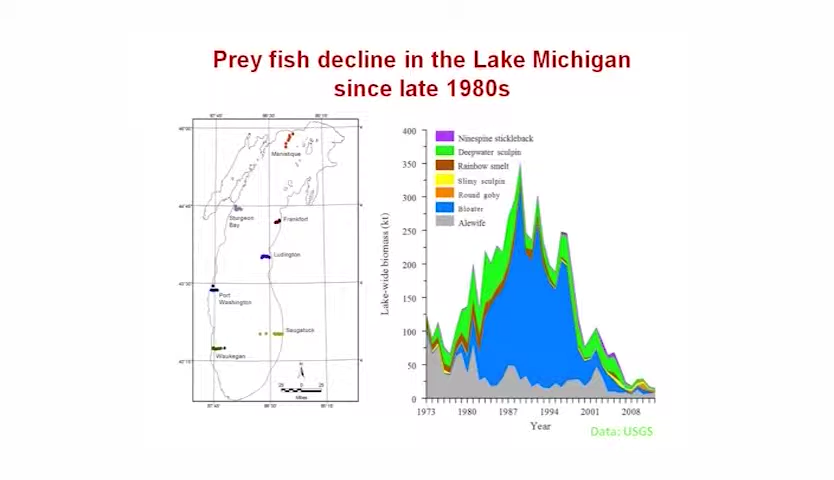 Prey fish decline in the Lake Michigan
since late 1980s
Manistique
Sturgeon
Bay
Frankfort
Ludington
Port
Washington
Saugatuck
Waukegan
N
Miles
Lake-wide biomass (kt)
400
350
300
250
200
150
100
50
0
Ninespine stickleback
Deepwater sculpin
Rainbow smelt
Slimy sculpin
Round goby
Bloater
Alewife
1973 1980 1987 1994 2001 2008
Year
Data: USGS